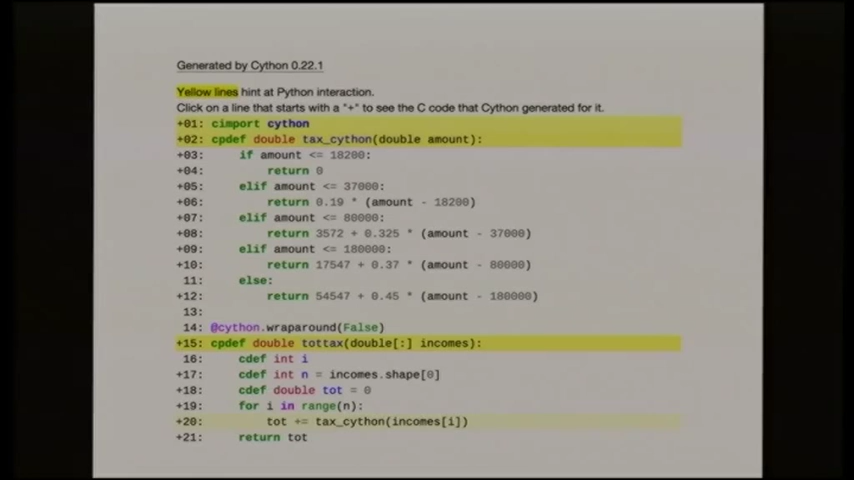 Generated by Cython 0.22.1
Yellow lines hint at Python interaction.
Click on a line that starts with a "+" to see the C code that Cython generated for it.
+01: cimport cython
+02: cpdef double tax_cython(double amount):
+03:     if amount <= 18200:
+04:         return 0
+05:     elif amount <= 37000:
+06:         return 0.19 * (amount - 18200)
+07:     elif amount <= 80000:
+08:         return 3572 + 0.325 * (amount - 37000)
+09:     elif amount <= 180000:
+10:         return 17547 + 0.37 * (amount - 80000)
 11:     else:
+12:         return 54547 + 0.45 * (amount - 180000)
 13:
 14: @cython.wraparound(False)
+15: cpdef double tottax(double[:] incomes):
 16:     cdef int i
+17:     cdef int n = incomes.shape[0]
+18:     cdef double tot = 0
+19:     for i in range(n):
+20:         tot += tax_cython(incomes[i])
+21:     return tot